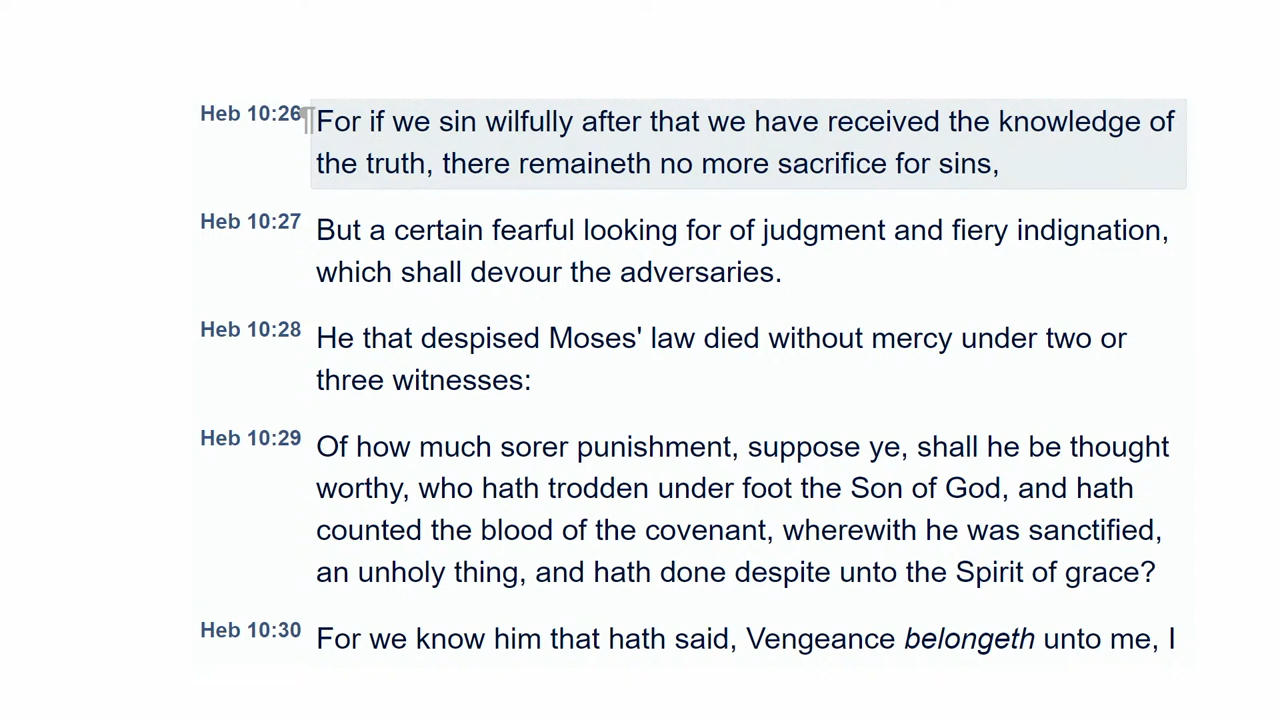 Heb 10:26 ¶For if we sin wilfully after that we have received the knowledge of
the truth, there remaineth no more sacrifice for sins,
Heb 10:27 But a certain fearful looking for of judgment and fiery indignation,
which shall devour the adversaries.
Heb 10:28 He that despised Moses' law died without mercy under two or
three witnesses:
Heb 10:29 Of how much sorer punishment, suppose ye, shall he be thought
worthy, who hath trodden under foot the Son of God, and hath
counted the blood of the covenant, wherewith he was sanctified,
an unholy thing, and hath done despite unto the Spirit of grace?
Heb 10:30 For we know him that hath said, Vengeance belongeth unto me, I